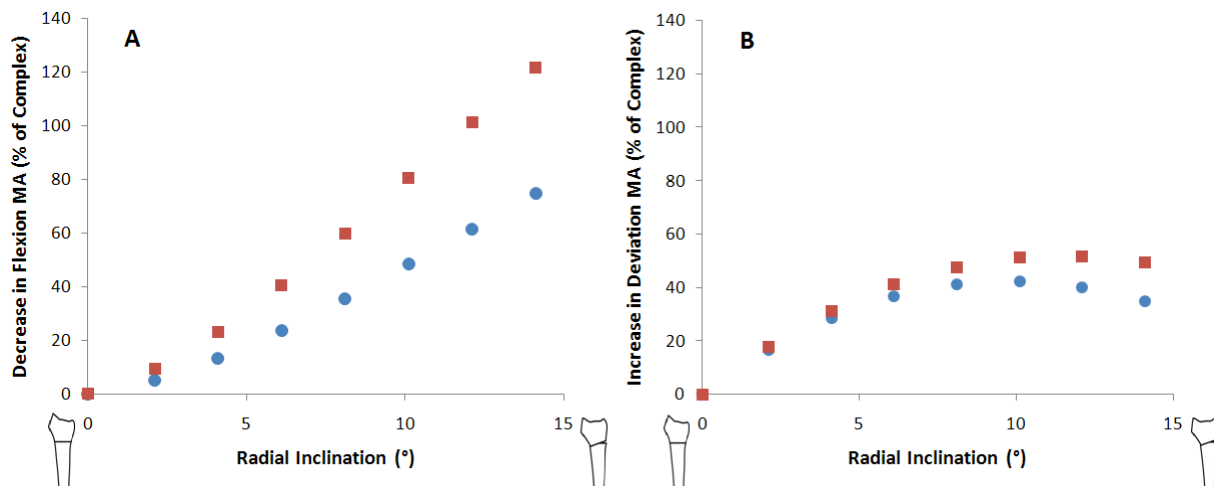 A
Decrease in Flexion MA (% of Complex)
140
120
100
80
60
40
20
0
0 5 10 15
Radial Inclination (°)
B
Increase in Deviation MA (% of Complex)
140
120
100
80
60
40
20
0
0 5 10 15
Radial Inclination (°)